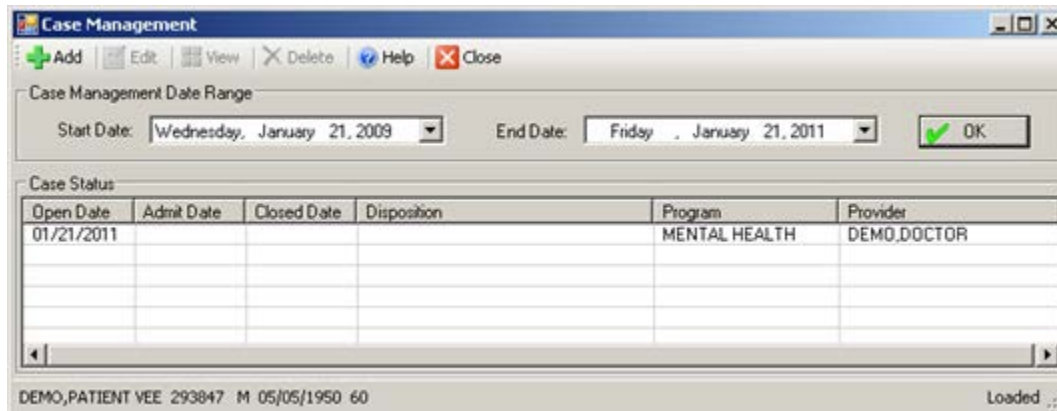 Case Management
Add Edit View Delete Help Close
Case Management Date Range
Start Date: Wednesday, January 21, 2009 End Date: Friday , January 21, 2011 OK
Case Status
Open Date Admit Date Closed Date Disposition Program Provider
01/21/2011 MENTAL HEALTH DEMO,DOCTOR
DEMO,PATIENT VEE 293847 M 05/05/1950 60 Loaded